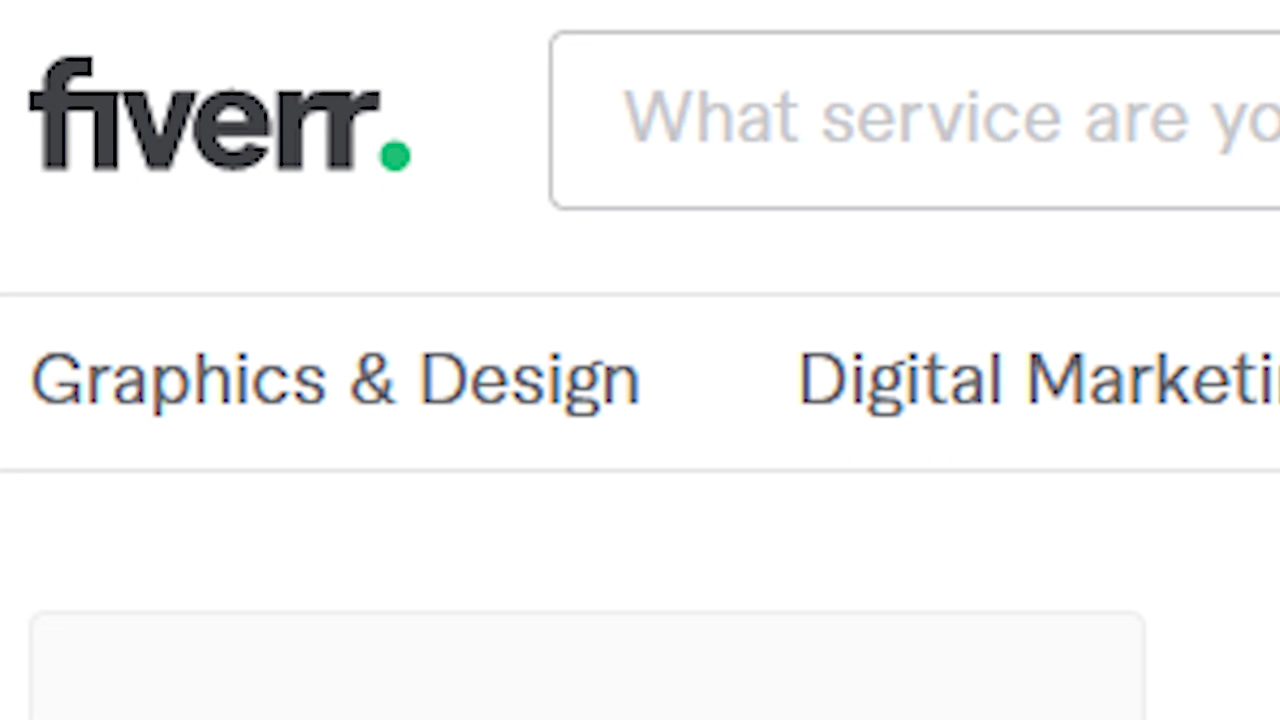 fiverr.
What service are yo
Graphics & Design
Digital Marketi